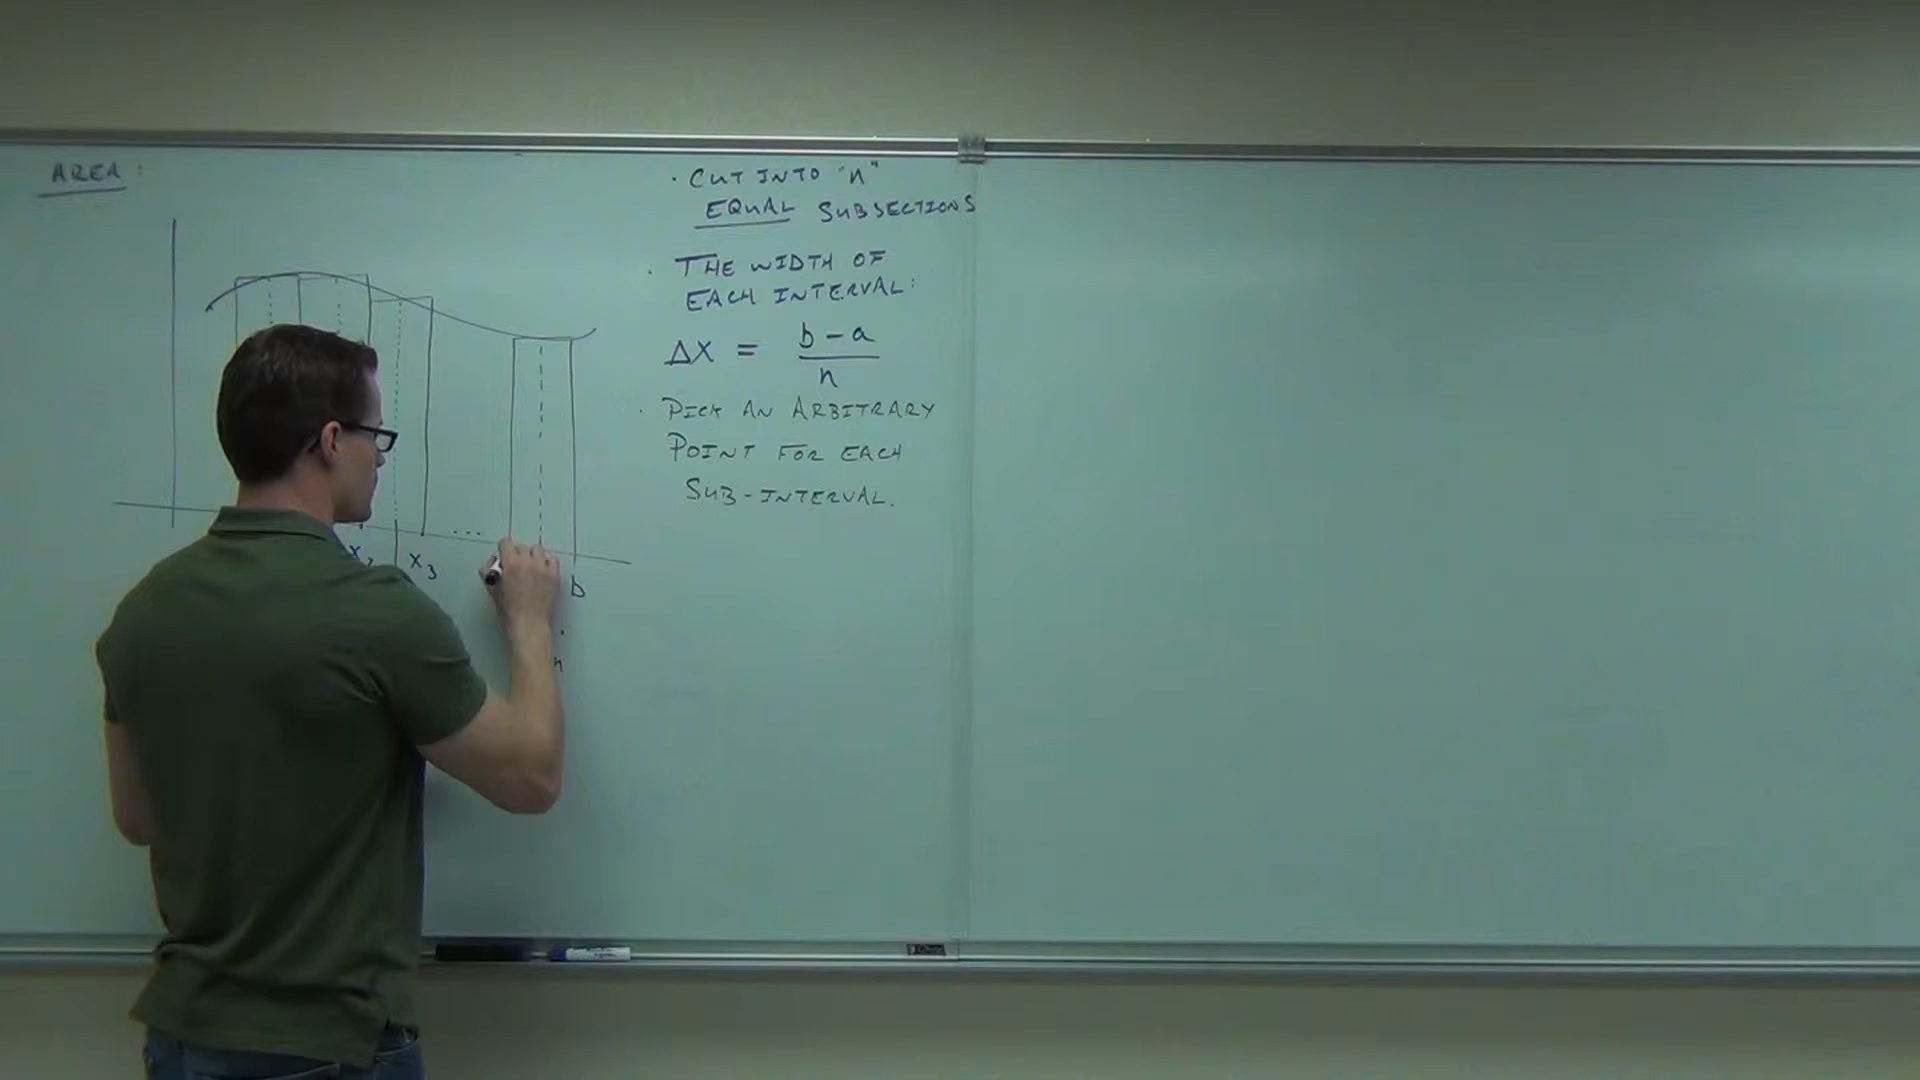 AREA:
· CUT INTO "n"
EQUAL SUBSECTIONS
· THE WIDTH OF
EACH INTERVAL:
ΔX = b - a
n
· PICK AN ARBITRARY
POINT FOR EACH
SUB-INTERVAL.
...
X₃
b
n